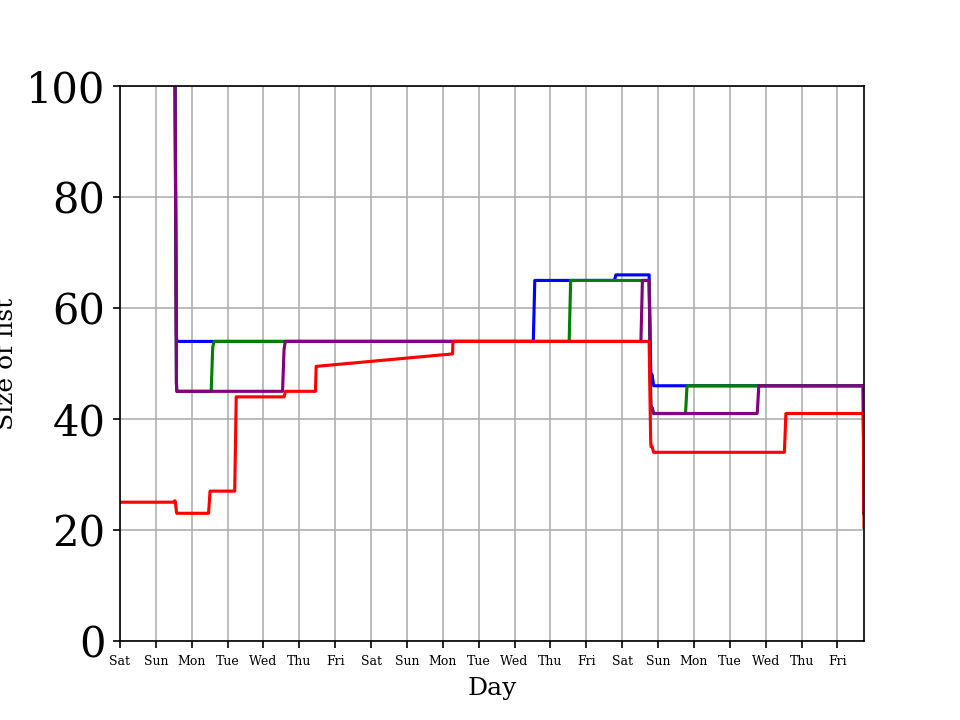 100
80
60
40
20
0
Size of list
Sat Sun Mon Tue Wed Thu Fri Sat Sun Mon Tue Wed Thu Fri Sat Sun Mon Tue Wed Thu Fri
Day